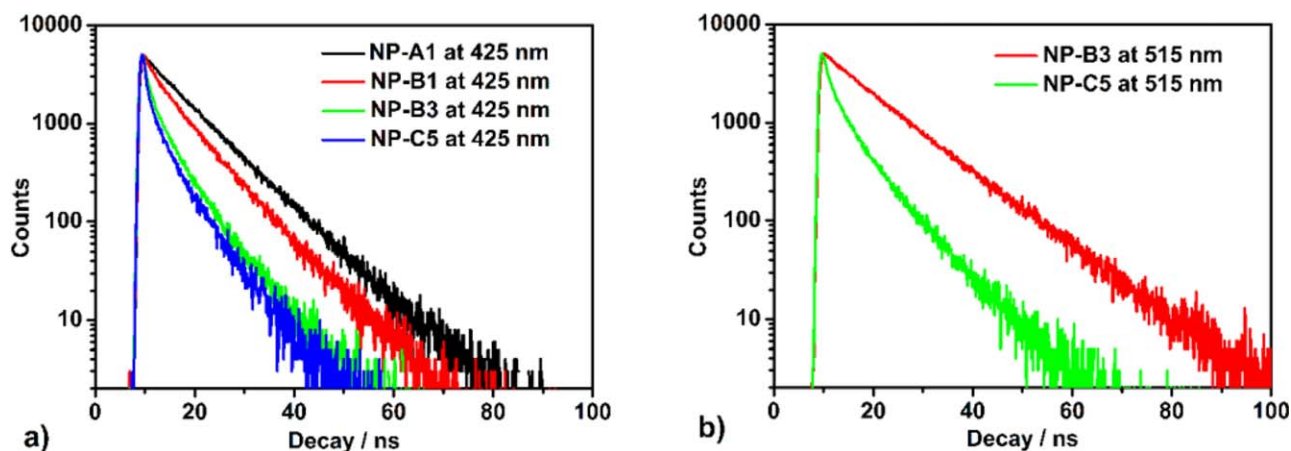 10000
1000
100
10
Counts
NP-A1 at 425 nm
NP-B1 at 425 nm
NP-B3 at 425 nm
NP-C5 at 425 nm
0 20 40 60 80 100
Decay / ns
a)
10000
1000
100
10
Counts
NP-B3 at 515 nm
NP-C5 at 515 nm
0 20 40 60 80 100
Decay / ns
b)